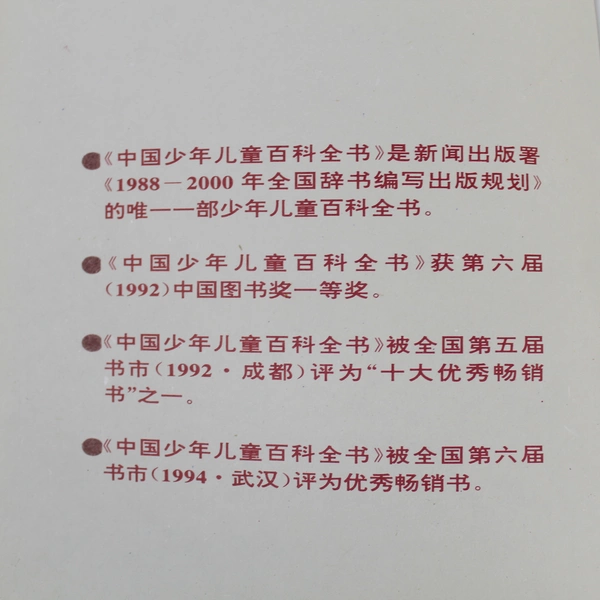 ●《中国少年儿童百科全书》是新闻出版署
《1988—2000年全国辞书编写出版规划》
的唯一一部少年儿童百科全书。
●《中国少年儿童百科全书》获第六届
(1992)中国图书奖一等奖。
●《中国少年儿童百科全书》被全国第五届
书市(1992·成都)评为“十大优秀畅销
书”之一。
●《中国少年儿童百科全书》被全国第六届
书市(1994·武汉)评为优秀畅销书。